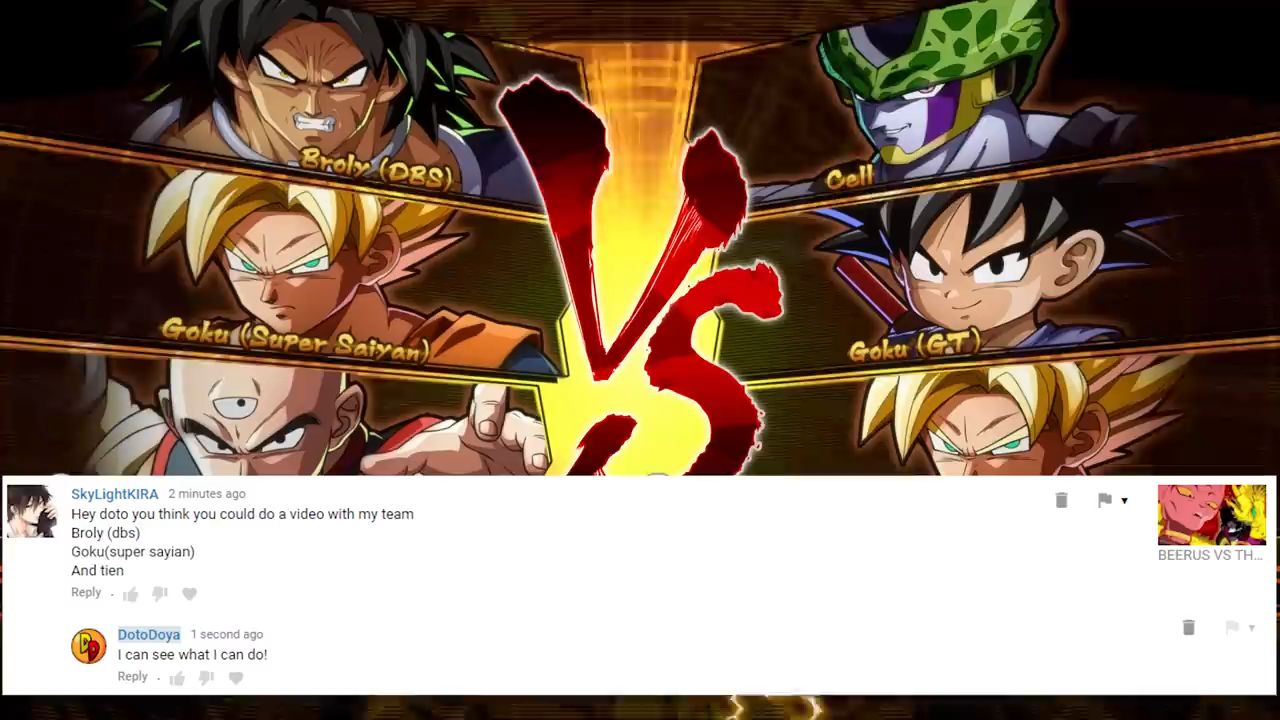 Broly (DBS)
Cell
VS
Goku (Super Saiyan)
Goku (GT)
SkyLightKIRA 2 minutes ago
Hey doto you think you could do a video with my team
Broly (dbs)
Goku(super sayian)
And tien
Reply
BEERUS VS TH...
DD
DotoDoya 1 second ago
I can see what I can do!
Reply